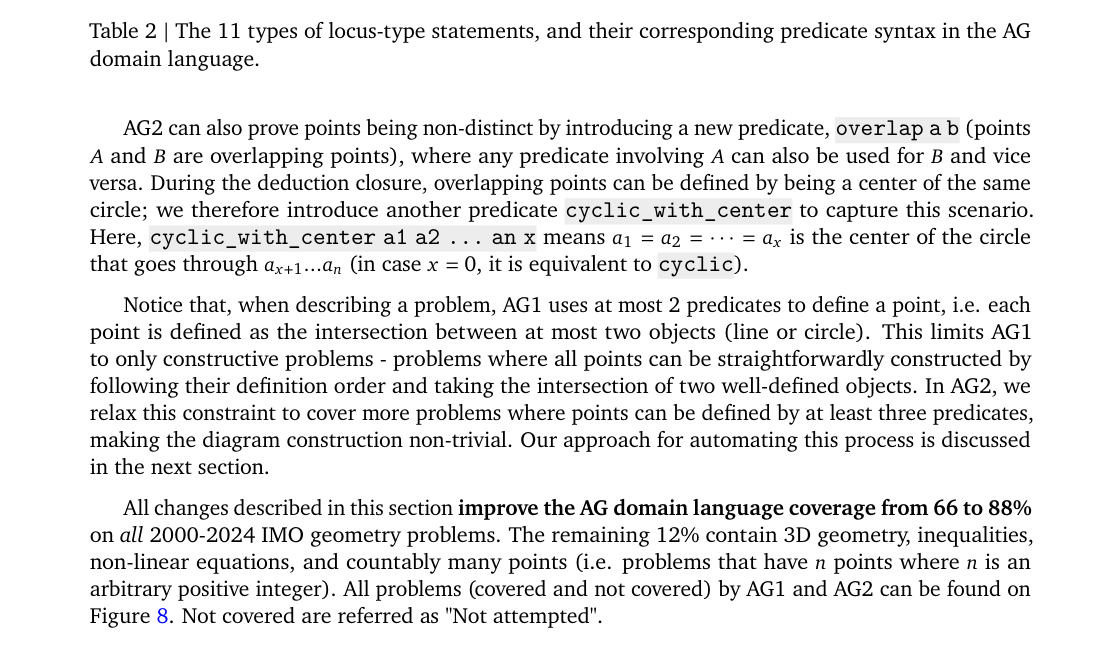 Table 2 | The 11 types of locus-type statements, and their corresponding predicate syntax in the AG
domain language.
AG2 can also prove points being non-distinct by introducing a new predicate, overlap a b (points
A and B are overlapping points), where any predicate involving A can also be used for B and vice
versa. During the deduction closure, overlapping points can be defined by being a center of the same
circle; we therefore introduce another predicate cyclic_with_center to capture this scenario.
Here, cyclic_with_center a1 a2 ... an x means a₁ = a₂ = ⋯ = aₓ is the center of the circle
that goes through aₓ₊₁...aₙ (in case x = 0, it is equivalent to cyclic).
Notice that, when describing a problem, AG1 uses at most 2 predicates to define a point, i.e. each
point is defined as the intersection between at most two objects (line or circle). This limits AG1
to only constructive problems - problems where all points can be straightforwardly constructed by
following their definition order and taking the intersection of two well-defined objects. In AG2, we
relax this constraint to cover more problems where points can be defined by at least three predicates,
making the diagram construction non-trivial. Our approach for automating this process is discussed
in the next section.
All changes described in this section improve the AG domain language coverage from 66 to 88%
on all 2000-2024 IMO geometry problems. The remaining 12% contain 3D geometry, inequalities,
non-linear equations, and countably many points (i.e. problems that have n points where n is an
arbitrary positive integer). All problems (covered and not covered) by AG1 and AG2 can be found on
Figure 8. Not covered are referred as "Not attempted".